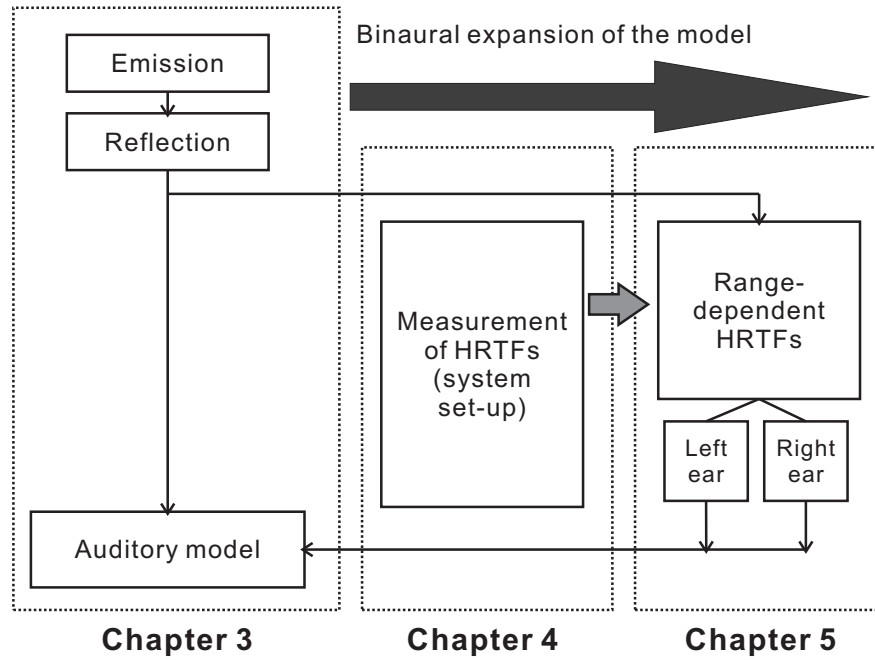 Binaural expansion of the model
Emission
Reflection
Auditory model
Chapter 3
Measurement
of HRTFs
(system
set-up)
Chapter 4
Range-
dependent
HRTFs
Left
ear
Right
ear
Chapter 5